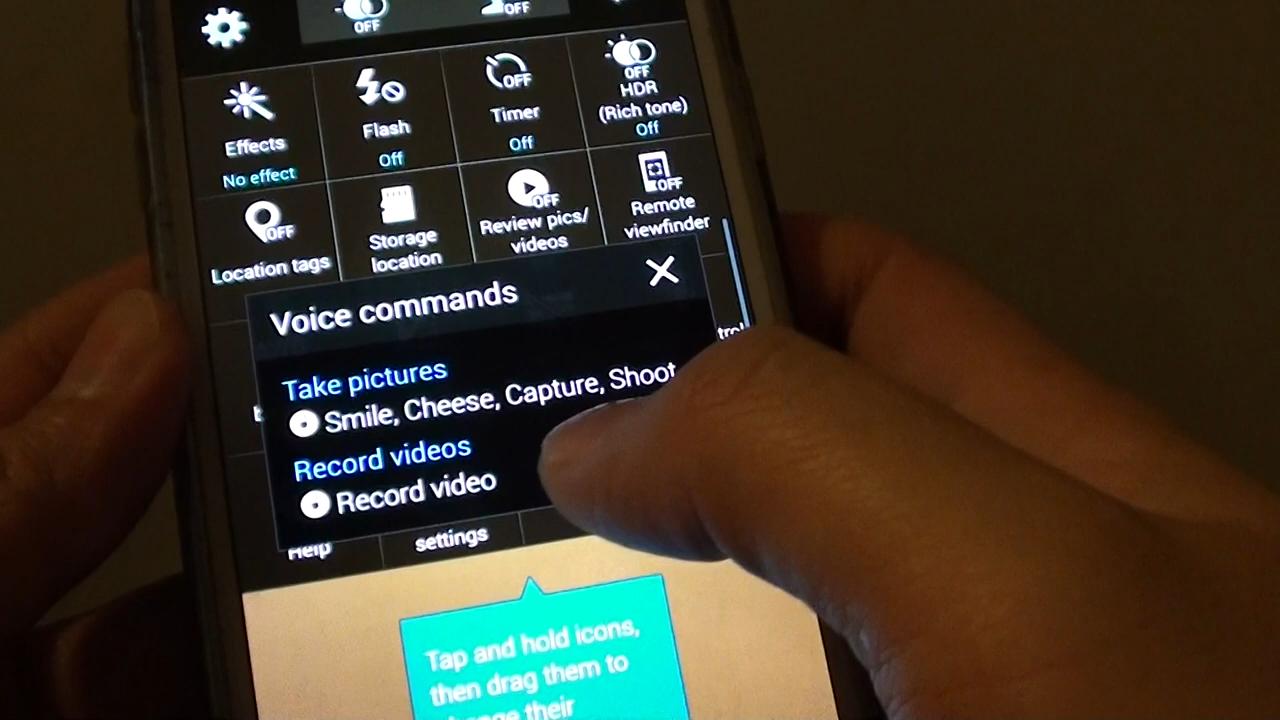 OFF
OFF
Effects
No effect
Flash
Off
OFF
Timer
Off
OFF
HDR
(Rich tone)
Off
OFF
Location tags
Storage
location
OFF
Review pics/
videos
OFF
Remote
viewfinder
Voice commands
Take pictures
Smile, Cheese, Capture, Shoot
Record videos
Record video
Help
settings
Tap and hold icons,
then drag them to
change their